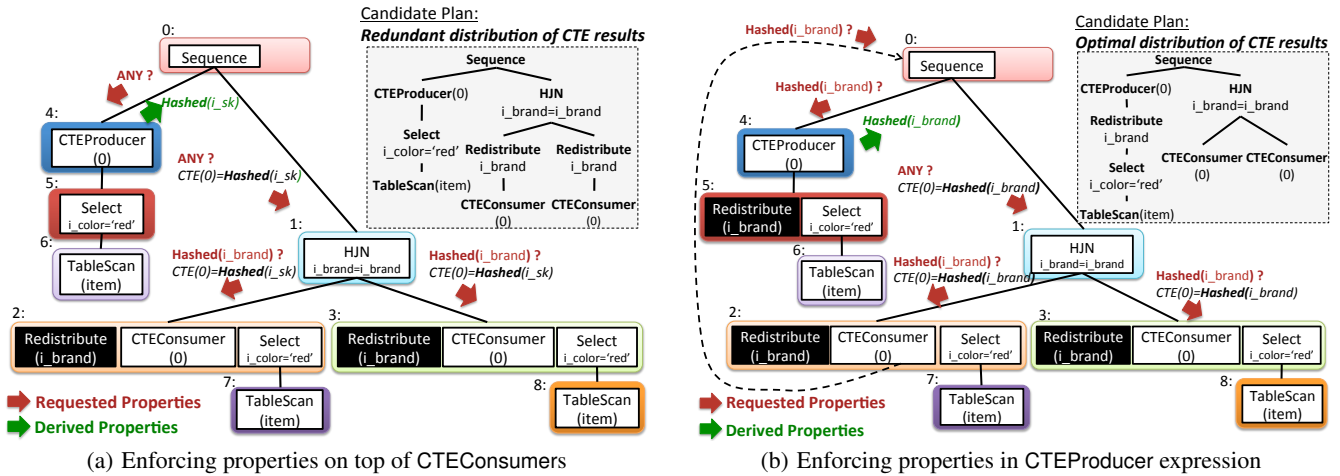 0:
Sequence
ANY ?
Hashed(i_sk)
4:
CTEProducer
(0)
5:
Select
i_color='red'
6:
TableScan
(item)
ANY ?
CTE(0)=Hashed(i_sk)
1:
HJN
i_brand=i_brand
Hashed(i_brand) ?
CTE(0)=Hashed(i_sk)
Hashed(i_brand) ?
CTE(0)=Hashed(i_sk)
2:
Redistribute
(i_brand)
CTEConsumer
(0)
Select
i_color='red'
3:
Redistribute
(i_brand)
CTEConsumer
(0)
Select
i_color='red'
7:
TableScan
(item)
8:
TableScan
(item)
Requested Properties
Derived Properties
Candidate Plan:
Redundant distribution of CTE results
Sequence
CTEProducer(0)
HJN
i_brand=i_brand
Select
i_color='red'
Redistribute
i_brand
Redistribute
i_brand
TableScan(item)
CTEConsumer
(0)
CTEConsumer
(0)
(a) Enforcing properties on top of CTEConsumers
Hashed(i_brand) ?
0:
Sequence
Hashed(i_brand) ?
4:
Hashed(i_brand)
CTEProducer
(0)
5:
Redistribute
(i_brand)
Select
i_color='red'
6:
TableScan
(item)
ANY ?
CTE(0)=Hashed(i_brand)
1:
HJN
i_brand=i_brand
Hashed(i_brand) ?
CTE(0)=Hashed(i_brand)
Hashed(i_brand) ?
CTE(0)=Hashed(i_brand)
2:
Redistribute
(i_brand)
CTEConsumer
(0)
Select
i_color='red'
3:
Redistribute
(i_brand)
CTEConsumer
(0)
Select
i_color='red'
7:
TableScan
(item)
8:
TableScan
(item)
Requested Properties
Derived Properties
Candidate Plan:
Optimal distribution of CTE results
Sequence
CTEProducer(0)
HJN
i_brand=i_brand
Redistribute
i_brand
CTEConsumer
(0)
CTEConsumer
(0)
Select
i_color='red'
TableScan(item)
(b) Enforcing properties in CTEProducer expression